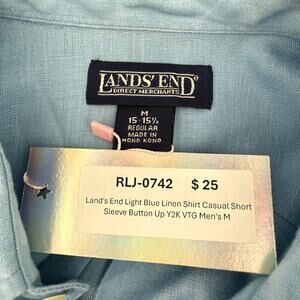 LANDS' END®
DIRECT MERCHANTS
M
15-15½
REGULAR
MADE IN
HONG KONG
RLJ-0742 $ 25
Land's End Light Blue Linen Shirt Casual Short
Sleeve Button Up Y2K VTG Men's M